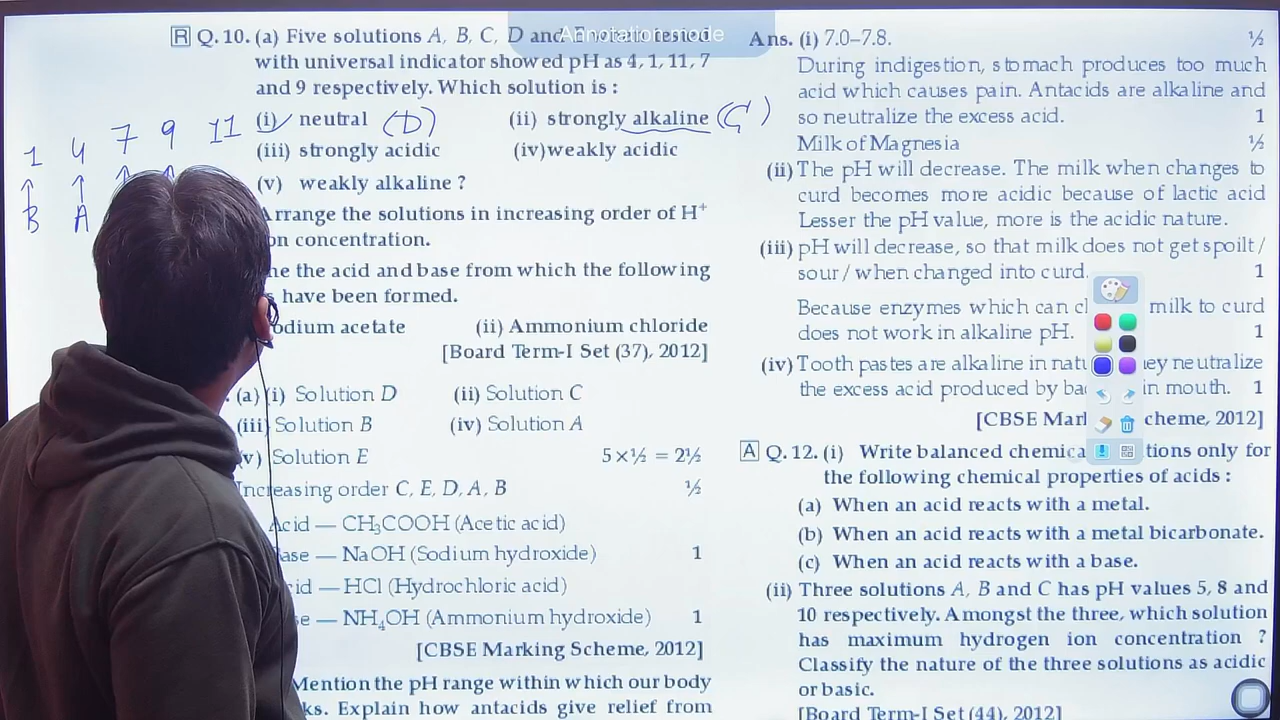 Annotation mode
R Q. 10. (a) Five solutions A, B, C, D and
with universal indicator showed pH as 4, 1, 11, 7
and 9 respectively. Which solution is :
(i) neutral (D) (ii) strongly alkaline (C)
(iii) strongly acidic (iv) weakly acidic
(v) weakly alkaline ?
1 4 7 9 11
B A
Arrange the solutions in increasing order of H+
on concentration.
the acid and base from which the following
have been formed.
odium acetate (ii) Ammonium chloride
[Board Term-I Set (37), 2012]
(a) (i) Solution D (ii) Solution C
(iii) Solution B (iv) Solution A
(v) Solution E 5×½ = 2½
Increasing order C, E, D, A, B ½
Acid — CH3COOH (Acetic acid)
ase — NaOH (Sodium hydroxide) 1
id — HCl (Hydrochloric acid)
se — NH4OH (Ammonium hydroxide) 1
[CBSE Marking Scheme, 2012]
Mention the pH range within which our body
ks. Explain how antacids give relief from
Ans. (i) 7.0–7.8. ½
During indigestion, stomach produces too much
acid which causes pain. Antacids are alkaline and
so neutralize the excess acid. 1
Milk of Magnesia ½
(ii) The pH will decrease. The milk when changes to
curd becomes more acidic because of lactic acid
Lesser the pH value, more is the acidic nature.
(iii) pH will decrease, so that milk does not get spoilt /
sour / when changed into curd. 1
Because enzymes which can milk to curd
does not work in alkaline pH. 1
(iv) Tooth pastes are alkaline in neutralize
the excess acid produced by in mouth. 1
[CBSE cheme, 2012]
A Q. 12. (i) Write balanced tions only for
the following chemical properties of acids :
(a) When an acid reacts with a metal.
(b) When an acid reacts with a metal bicarbonate.
(c) When an acid reacts with a base.
(ii) Three solutions A, B and C has pH values 5, 8 and
10 respectively. Amongst the three, which solution
has maximum hydrogen ion concentration ?
Classify the nature of the three solutions as acidic
or basic.
[Board Term-I Set (44), 2012]